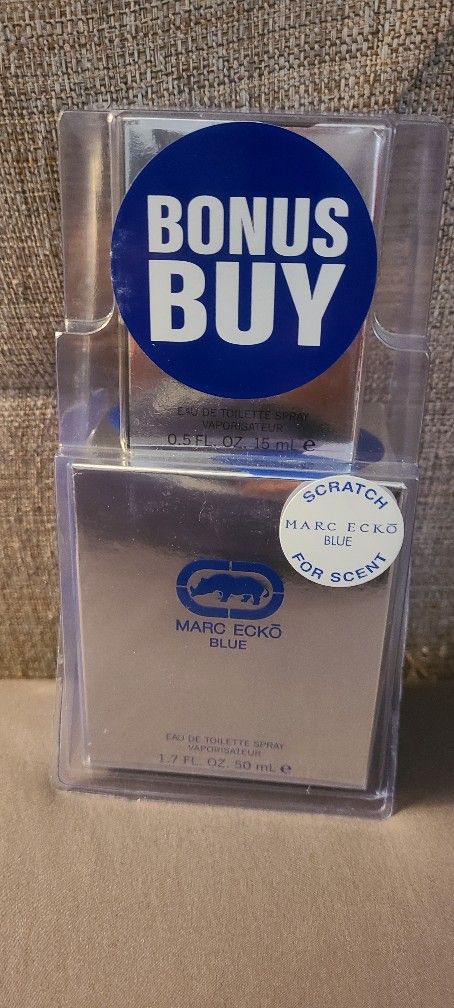 BONUS
BUY
EAU DE TOILETTE SPRAY
VAPORISATEUR
0.5 FL. OZ. 15 mL e
SCRATCH
MARC ECKŌ
BLUE
FOR SCENT
MARC ECKŌ
BLUE
EAU DE TOILETTE SPRAY
VAPORISATEUR
1.7 FL. OZ. 50 mL e